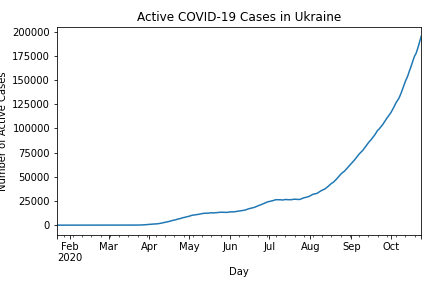 Active COVID-19 Cases in Ukraine
200000
175000
150000
125000
100000
75000
50000
25000
0
Number of Active Cases
Feb Mar Apr May Jun Jul Aug Sep Oct
2020
Day